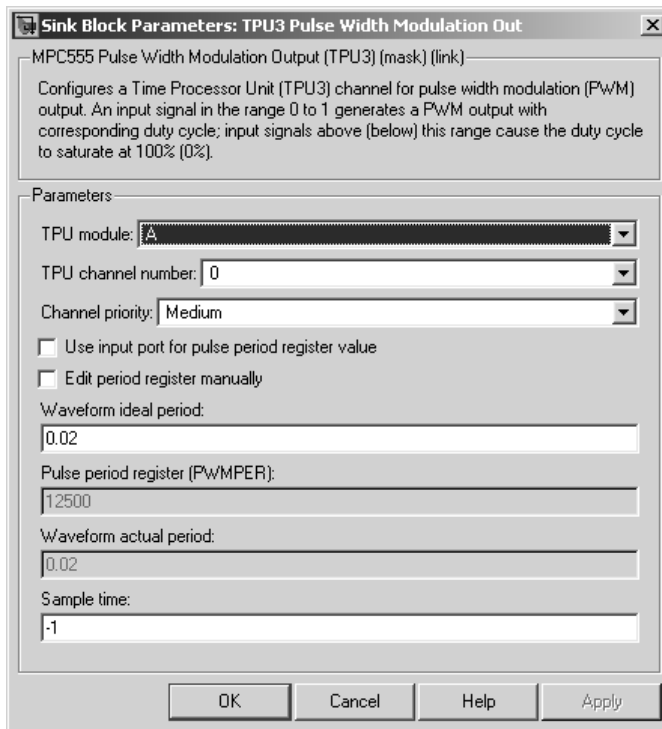 Sink Block Parameters: TPU3 Pulse Width Modulation Out
MPC555 Pulse Width Modulation Output (TPU3) (mask) (link)
Configures a Time Processor Unit (TPU3) channel for pulse width modulation (PWM)
output. An input signal in the range 0 to 1 generates a PWM output with
corresponding duty cycle; input signals above (below) this range cause the duty cycle
to saturate at 100% (0%).
Parameters
TPU module: A
TPU channel number: 0
Channel priority: Medium
Use input port for pulse period register value
Edit period register manually
Waveform ideal period:
0.02
Pulse period register (PWMPER):
12500
Waveform actual period:
0.02
Sample time:
-1
OK Cancel Help Apply